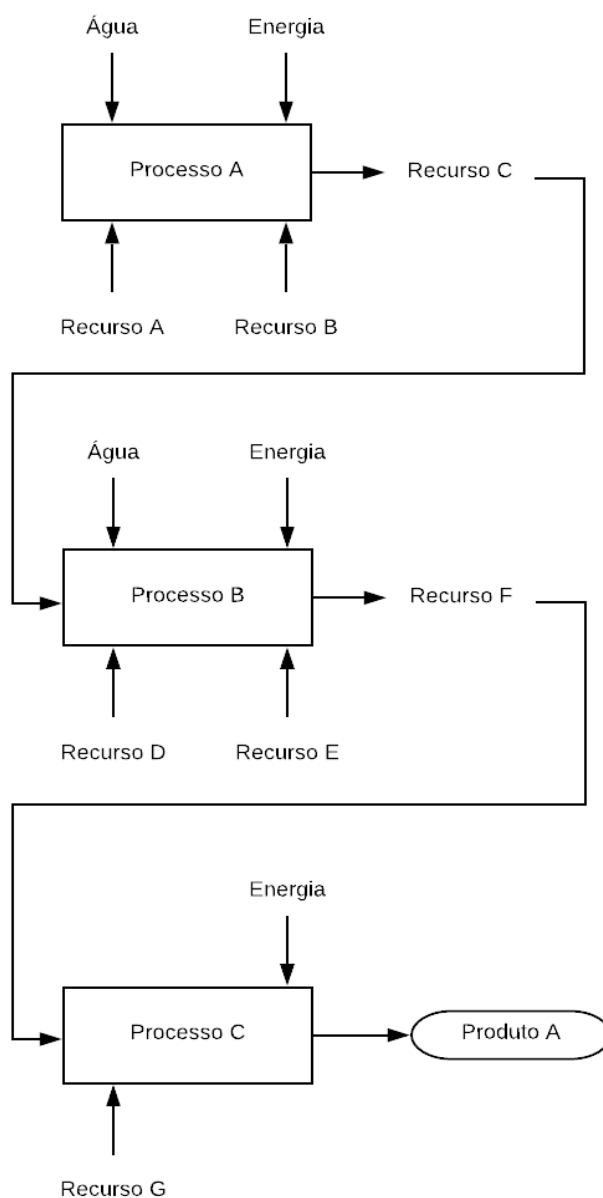 Água Energia
Processo A Recurso C
Recurso A Recurso B
Água Energia
Processo B Recurso F
Recurso D Recurso E
Energia
Processo C Produto A
Recurso G